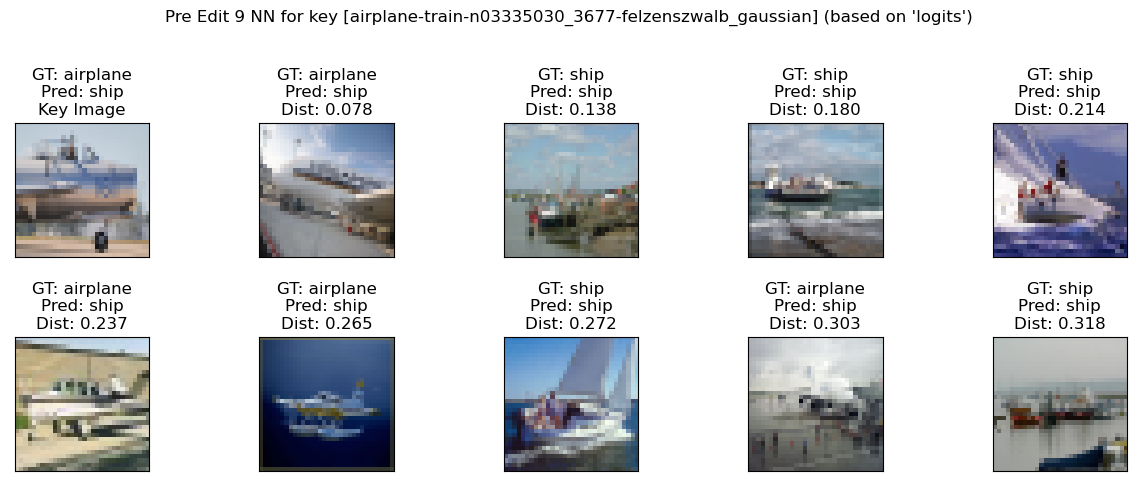 Pre Edit 9 NN for key [airplane-train-n03335030_3677-felzenszwalb_gaussian] (based on 'logits')
GT: airplane
Pred: ship
Key Image
GT: airplane
Pred: ship
Dist: 0.078
GT: ship
Pred: ship
Dist: 0.138
GT: ship
Pred: ship
Dist: 0.180
GT: ship
Pred: ship
Dist: 0.214
GT: airplane
Pred: ship
Dist: 0.237
GT: airplane
Pred: ship
Dist: 0.265
GT: ship
Pred: ship
Dist: 0.272
GT: airplane
Pred: ship
Dist: 0.303
GT: ship
Pred: ship
Dist: 0.318